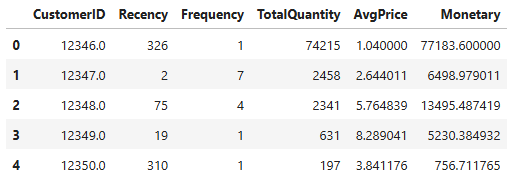 CustomerID Recency Frequency TotalQuantity AvgPrice Monetary
0 12346.0 326 1 74215 1.040000 77183.600000
1 12347.0 2 7 2458 2.644011 6498.979011
2 12348.0 75 4 2341 5.764839 13495.487419
3 12349.0 19 1 631 8.289041 5230.384932
4 12350.0 310 1 197 3.841176 756.711765